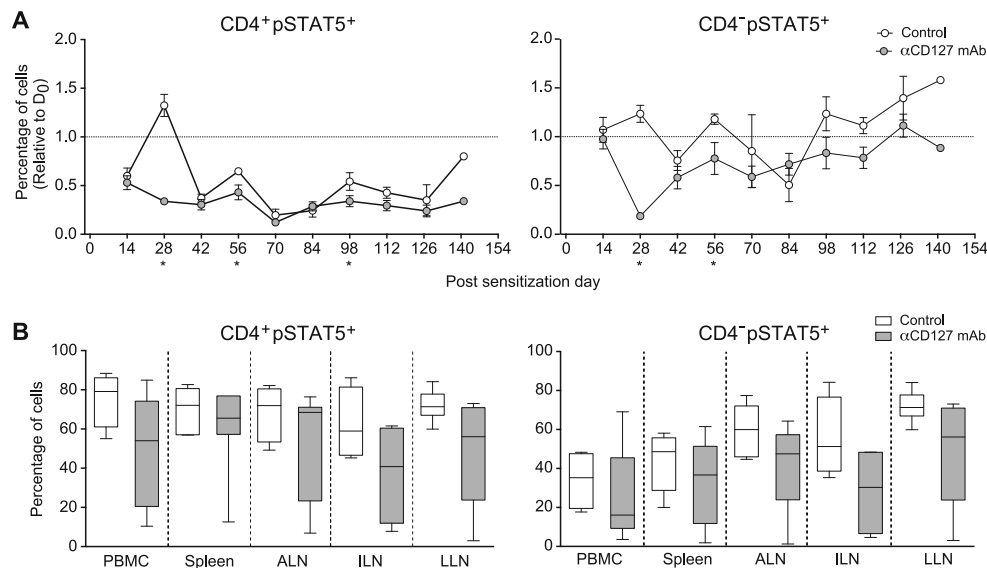 A
CD4⁺pSTAT5⁺
CD4⁻pSTAT5⁺
Control
αCD127 mAb
Percentage of cells
(Relative to D₀)
2.0
1.5
1.0
0.5
0.0
0 14 28 42 56 70 84 98 112 126 140 154
* * *
2.0
1.5
1.0
0.5
0.0
0 14 28 42 56 70 84 98 112 126 140 154
* *
Post sensitization day
B
CD4⁺pSTAT5⁺
CD4⁻pSTAT5⁺
Control
αCD127 mAb
Percentage of cells
100
80
60
40
20
0
PBMC Spleen ALN ILN LLN
100
80
60
40
20
0
PBMC Spleen ALN ILN LLN